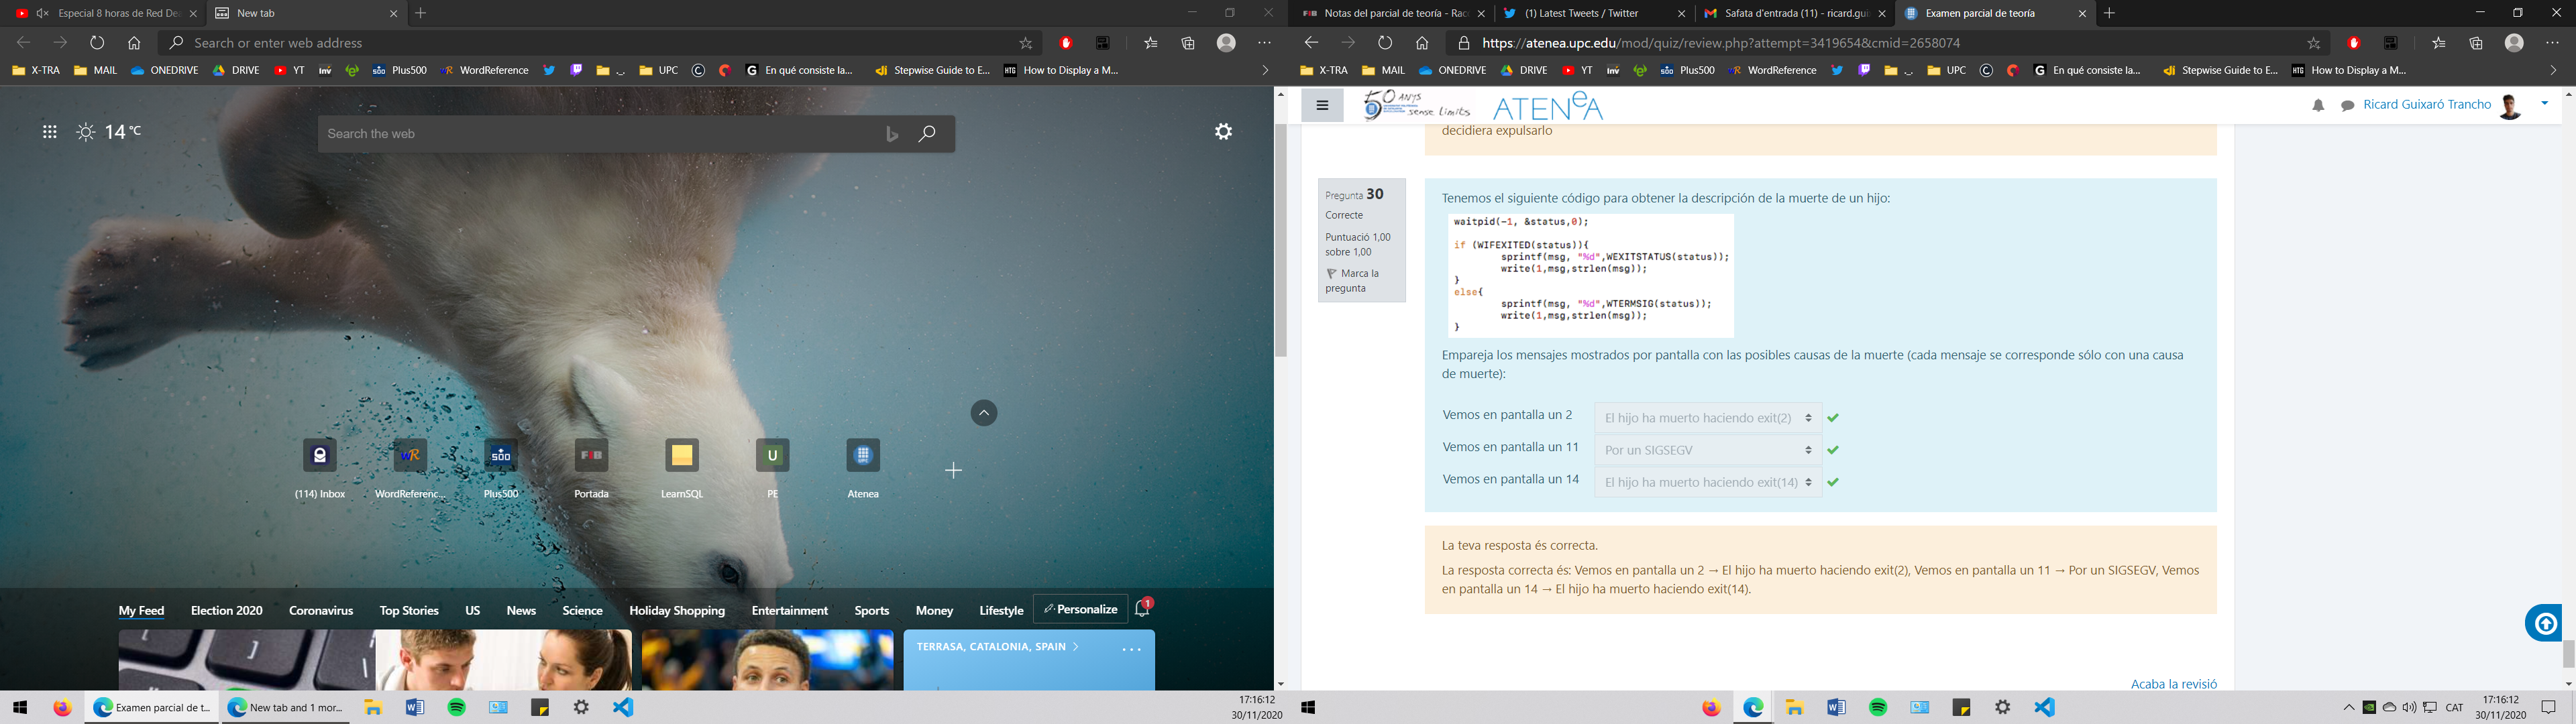 Especial 8 horas de Red De
New tab
Notas del parcial de teoría - Rac
(1) Latest Tweets / Twitter
Safata d'entrada (11) - ricard.gui
Examen parcial de teoría
Search or enter web address
https://atenea.upc.edu/mod/quiz/review.php?attempt=3419654&cmid=2658074
X-TRA MAIL ONEDRIVE DRIVE YT inv Plus500 WordReference UPC En qué consiste la... Stepwise Guide to E... How to Display a M...
X-TRA MAIL ONEDRIVE DRIVE YT inv Plus500 WordReference UPC En qué consiste la... Stepwise Guide to E... How to Display a M...
14 °C
Search the web
50 ANYS sense límits
ATENeA
Ricard Guixaró Trancho
decidiera expulsarlo
Pregunta 30
Correcte
Puntuació 1,00
sobre 1,00
Marca la
pregunta
Tenemos el siguiente código para obtener la descripción de la muerte de un hijo:
waitpid(-1, &status,0);
if (WIFEXITED(status)){
sprintf(msg, "%d",WEXITSTATUS(status));
write(1,msg,strlen(msg));
}
else{
sprintf(msg, "%d",WTERMSIG(status));
write(1,msg,strlen(msg));
}
Empareja los mensajes mostrados por pantalla con las posibles causas de la muerte (cada mensaje se corresponde sólo con una causa
de muerte):
Vemos en pantalla un 2 El hijo ha muerto haciendo exit(2)
Vemos en pantalla un 11 Por un SIGSEGV
Vemos en pantalla un 14 El hijo ha muerto haciendo exit(14)
La teva resposta és correcta.
La resposta correcta és: Vemos en pantalla un 2 → El hijo ha muerto haciendo exit(2), Vemos en pantalla un 11 → Por un SIGSEGV, Vemos
en pantalla un 14 → El hijo ha muerto haciendo exit(14).
Acaba la revisió
(114) Inbox WordReferenc... Plus500 Portada LearnSQL PE Atenea
My Feed Election 2020 Coronavirus Top Stories US News Science Holiday Shopping Entertainment Sports Money Lifestyle Personalize 1
TERRASA, CATALONIA, SPAIN
Examen parcial de t...
New tab and 1 mor...
17:16:12
30/11/2020
CAT
17:16:12
30/11/2020